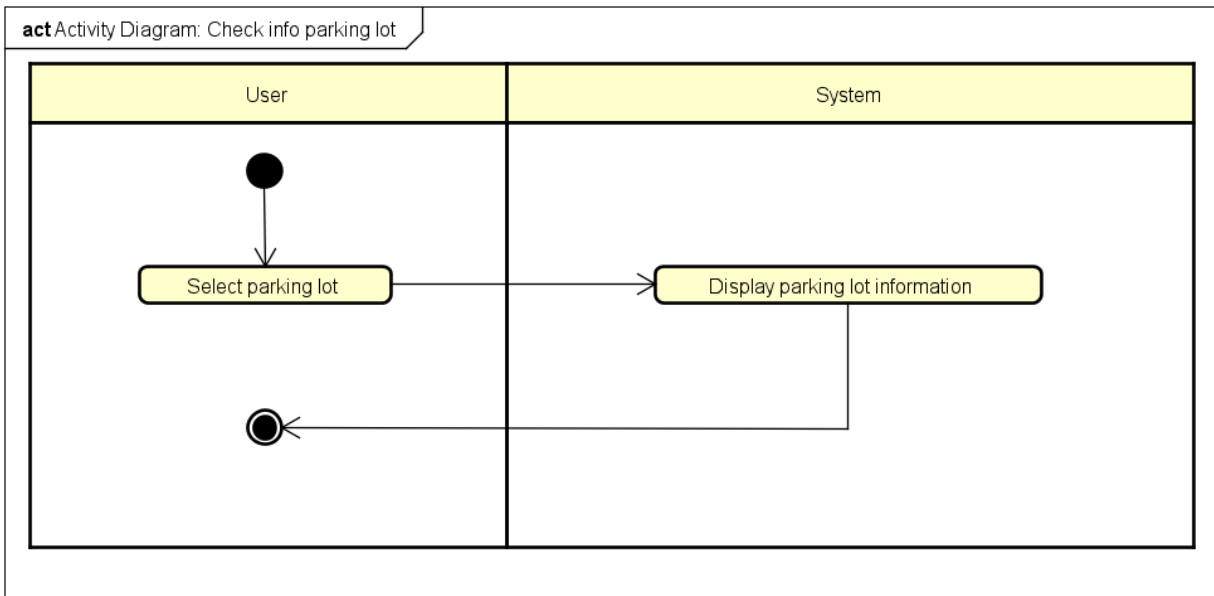 act Activity Diagram: Check info parking lot
User
System
Select parking lot
Display parking lot information